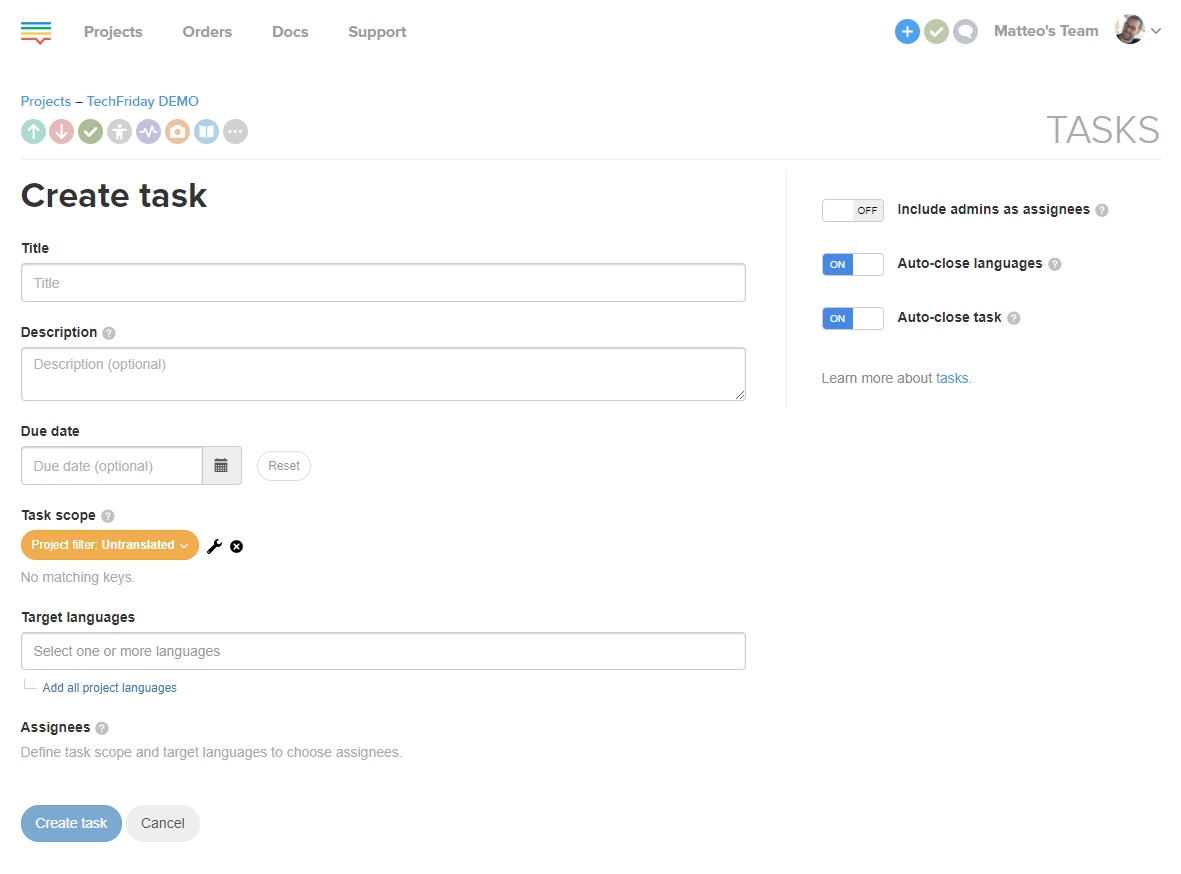 Projects Orders Docs Support Matteo's Team
Projects – TechFriday DEMO
TASKS
Create task
Title
Title
Description
Description (optional)
Due date
Due date (optional) Reset
Task scope
Project filter: Untranslated
No matching keys.
Target languages
Select one or more languages
Add all project languages
Assignees
Define task scope and target languages to choose assignees.
Create task Cancel
OFF Include admins as assignees
ON Auto-close languages
ON Auto-close task
Learn more about tasks.